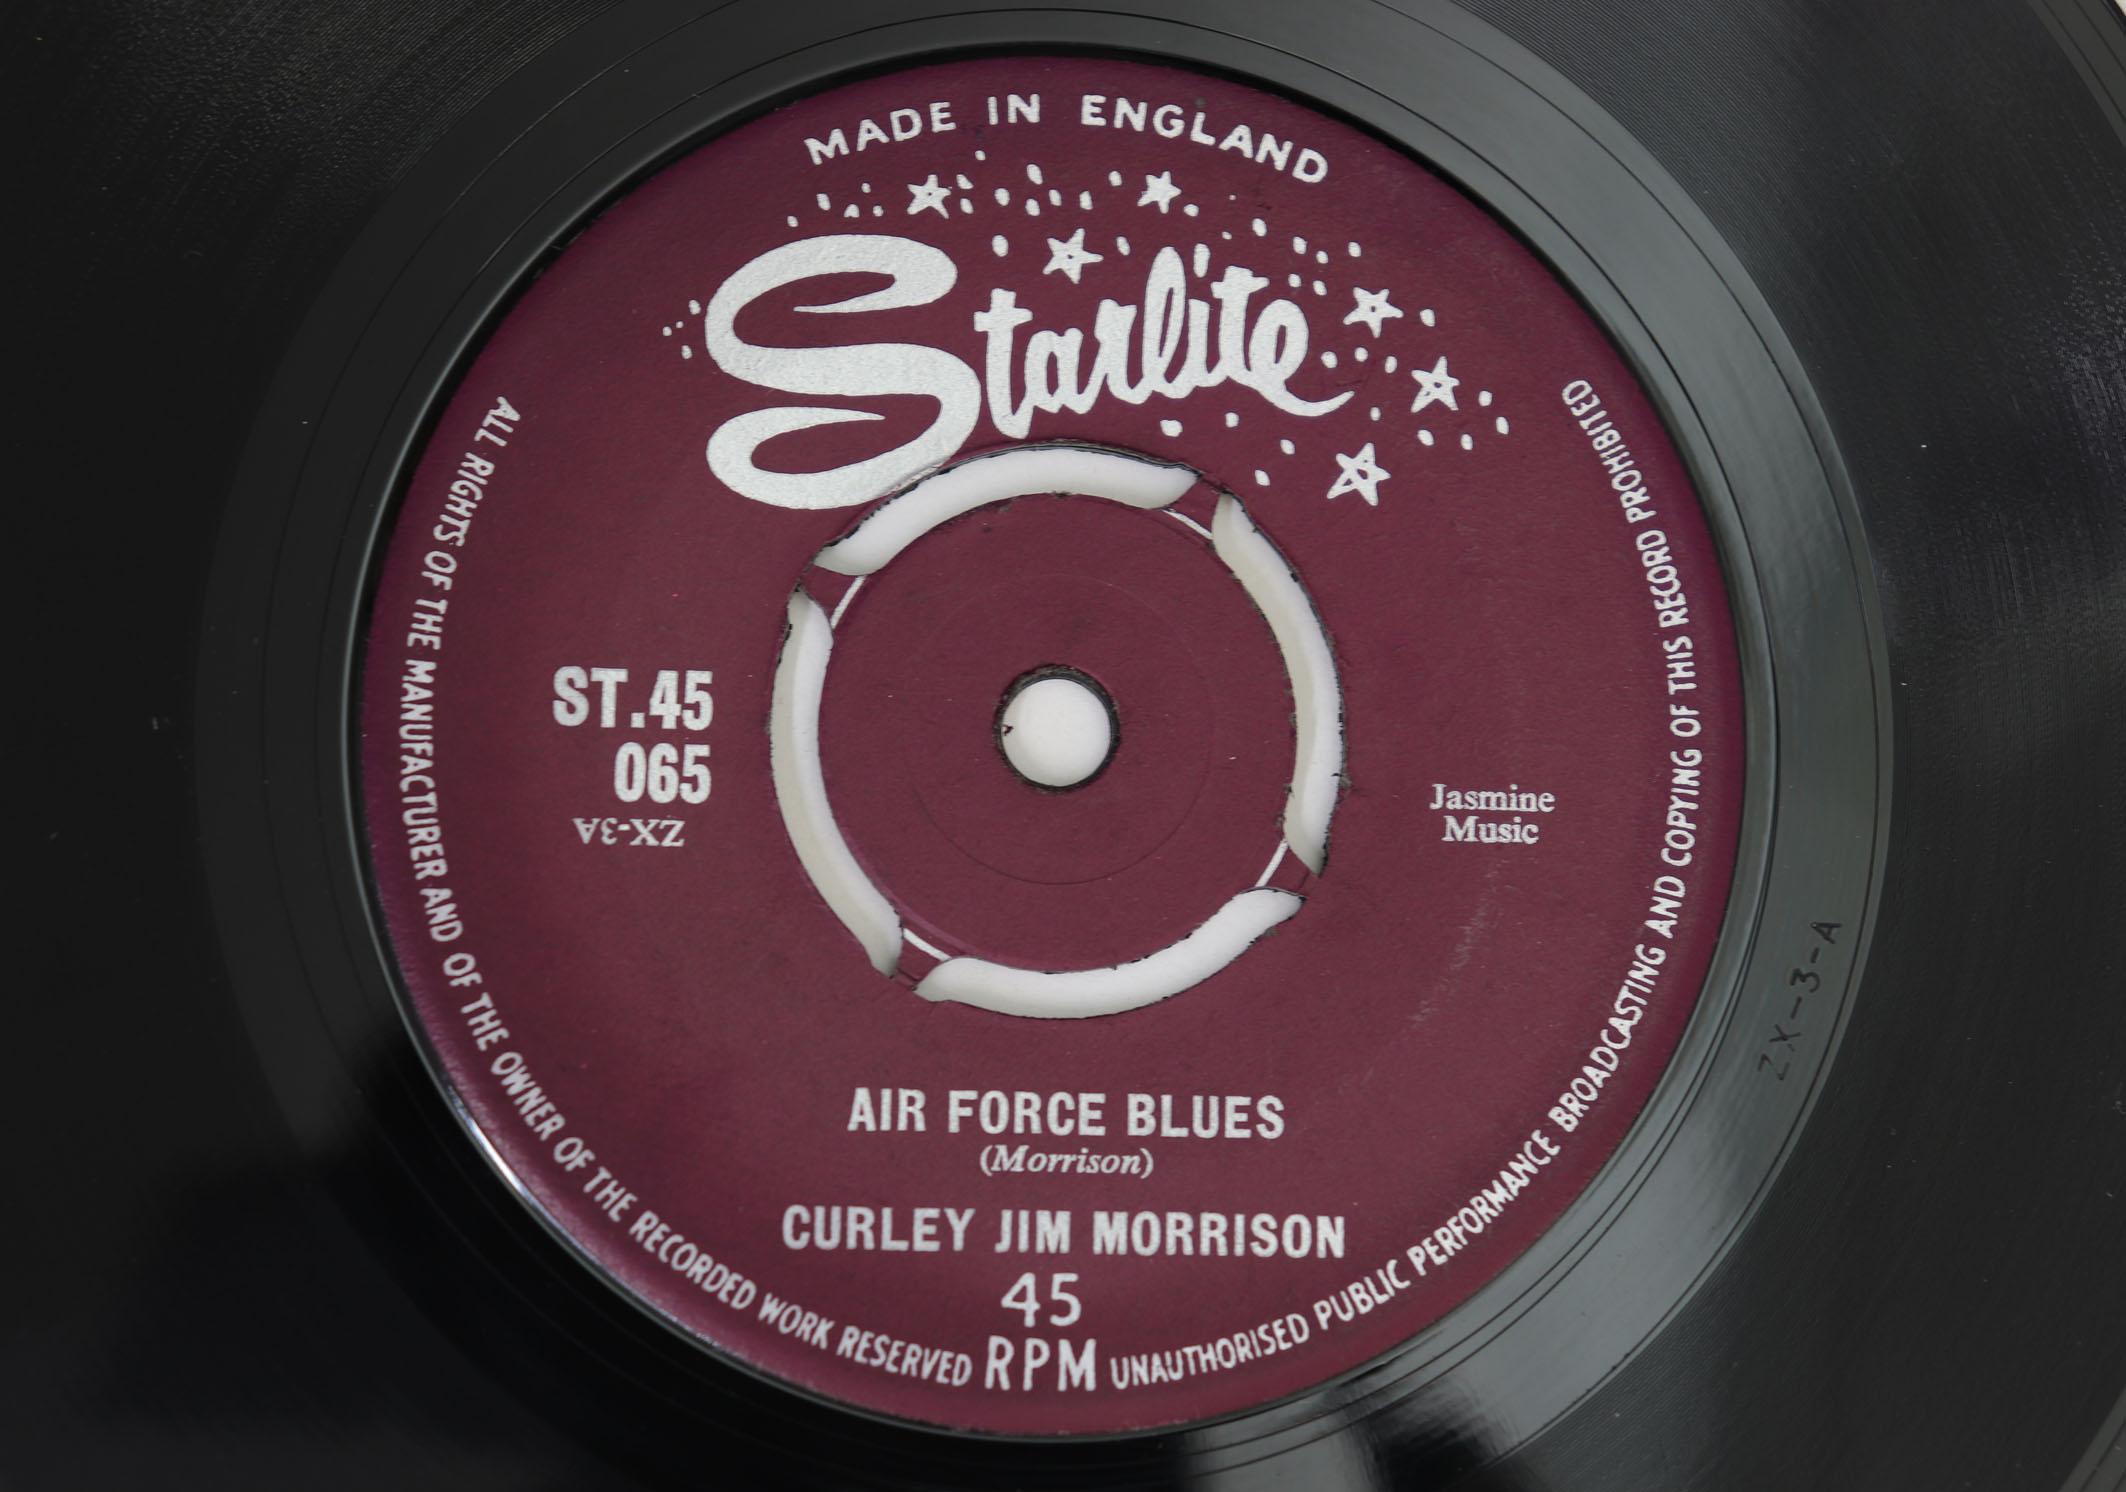 MADE IN ENGLAND
Starlite
ST.45
065
ZX-3A
Jasmine
Music
AIR FORCE BLUES
(Morrison)
CURLEY JIM MORRISON
45
RPM
ALL RIGHTS OF THE MANUFACTURER AND OF THE OWNER OF THE RECORDED WORK RESERVED
UNAUTHORISED PUBLIC PERFORMANCE BROADCASTING AND COPYING OF THIS RECORD PROHIBITED
ZX-3-A